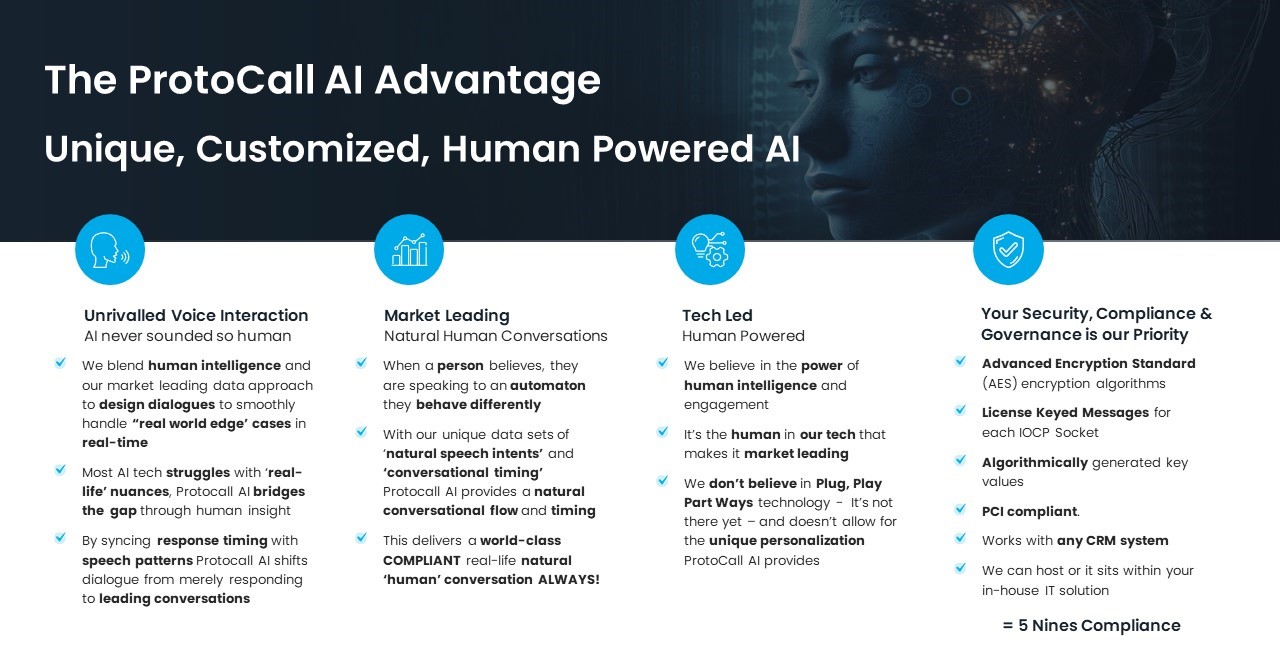 The ProtoCall AI Advantage
Unique, Customized, Human Powered AI
Unrivalled Voice Interaction
AI never sounded so human
We blend human intelligence and
our market leading data approach
to design dialogues to smoothly
handle “real world edge’ cases in
real-time
Most AI tech struggles with ‘real-
life’ nuances, Protocall AI bridges
the gap through human insight
By syncing response timing with
speech patterns Protocall AI shifts
dialogue from merely responding
to leading conversations
Market Leading
Natural Human Conversations
When a person believes, they
are speaking to an automaton
they behave differently
With our unique data sets of
‘natural speech intents’ and
‘conversational timing’
Protocall AI provides a natural
conversational flow and timing
This delivers a world-class
COMPLIANT real-life natural
‘human’ conversation ALWAYS!
Tech Led
Human Powered
We believe in the power of
human intelligence and
engagement
It’s the human in our tech that
makes it market leading
We don’t believe in Plug, Play
Part Ways technology - It’s not
there yet – and doesn’t allow for
the unique personalization
ProtoCall AI provides
Your Security, Compliance &
Governance is our Priority
Advanced Encryption Standard
(AES) encryption algorithms
License Keyed Messages for
each IOCP Socket
Algorithmically generated key
values
PCI compliant.
Works with any CRM system
We can host or it sits within your
in-house IT solution
= 5 Nines Compliance